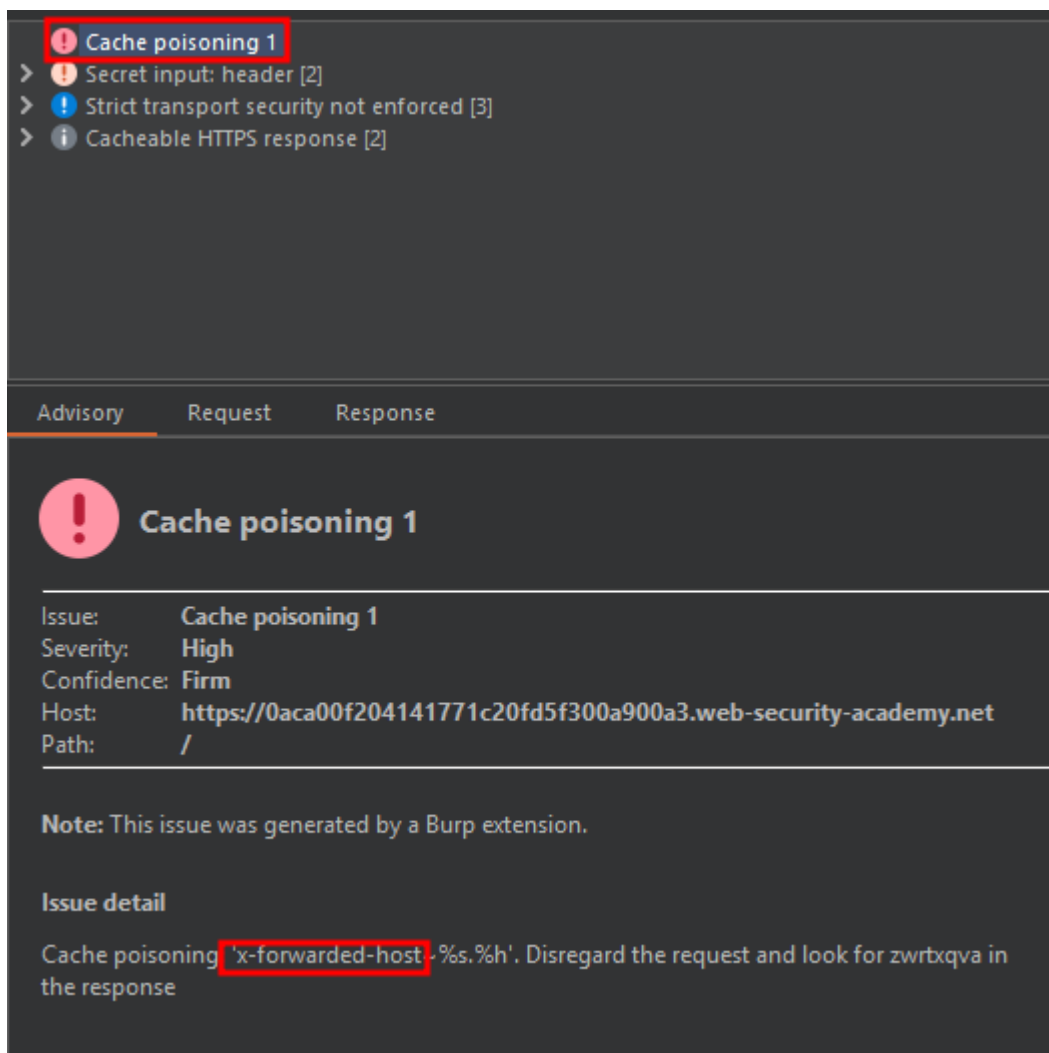 Cache poisoning 1
Secret input: header [2]
Strict transport security not enforced [3]
Cacheable HTTPS response [2]
Advisory Request Response
Cache poisoning 1
Issue: Cache poisoning 1
Severity: High
Confidence: Firm
Host: https://0aca00f204141771c20fd5f300a900a3.web-security-academy.net
Path: /
Note: This issue was generated by a Burp extension.
Issue detail
Cache poisoning: 'x-forwarded-host~%s.%h'. Disregard the request and look for zwrtxqva in
the response